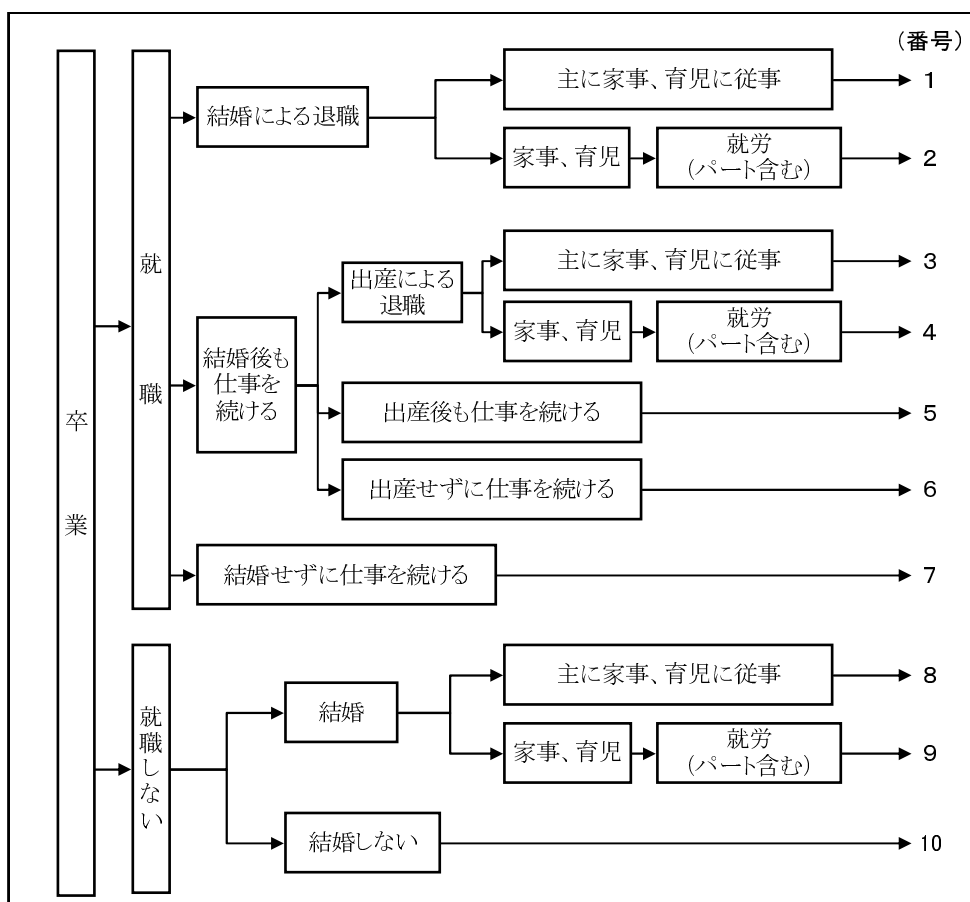 (番号)
卒業
就職
結婚による退職
主に家事、育児に従事
1
家事、育児
就労
(パート含む)
2
結婚後も
仕事を
続ける
出産による
退職
主に家事、育児に従事
3
家事、育児
就労
(パート含む)
4
出産後も仕事を続ける
5
出産せずに仕事を続ける
6
結婚せずに仕事を続ける
7
就職しない
結婚
主に家事、育児に従事
8
家事、育児
就労
(パート含む)
9
結婚しない
10